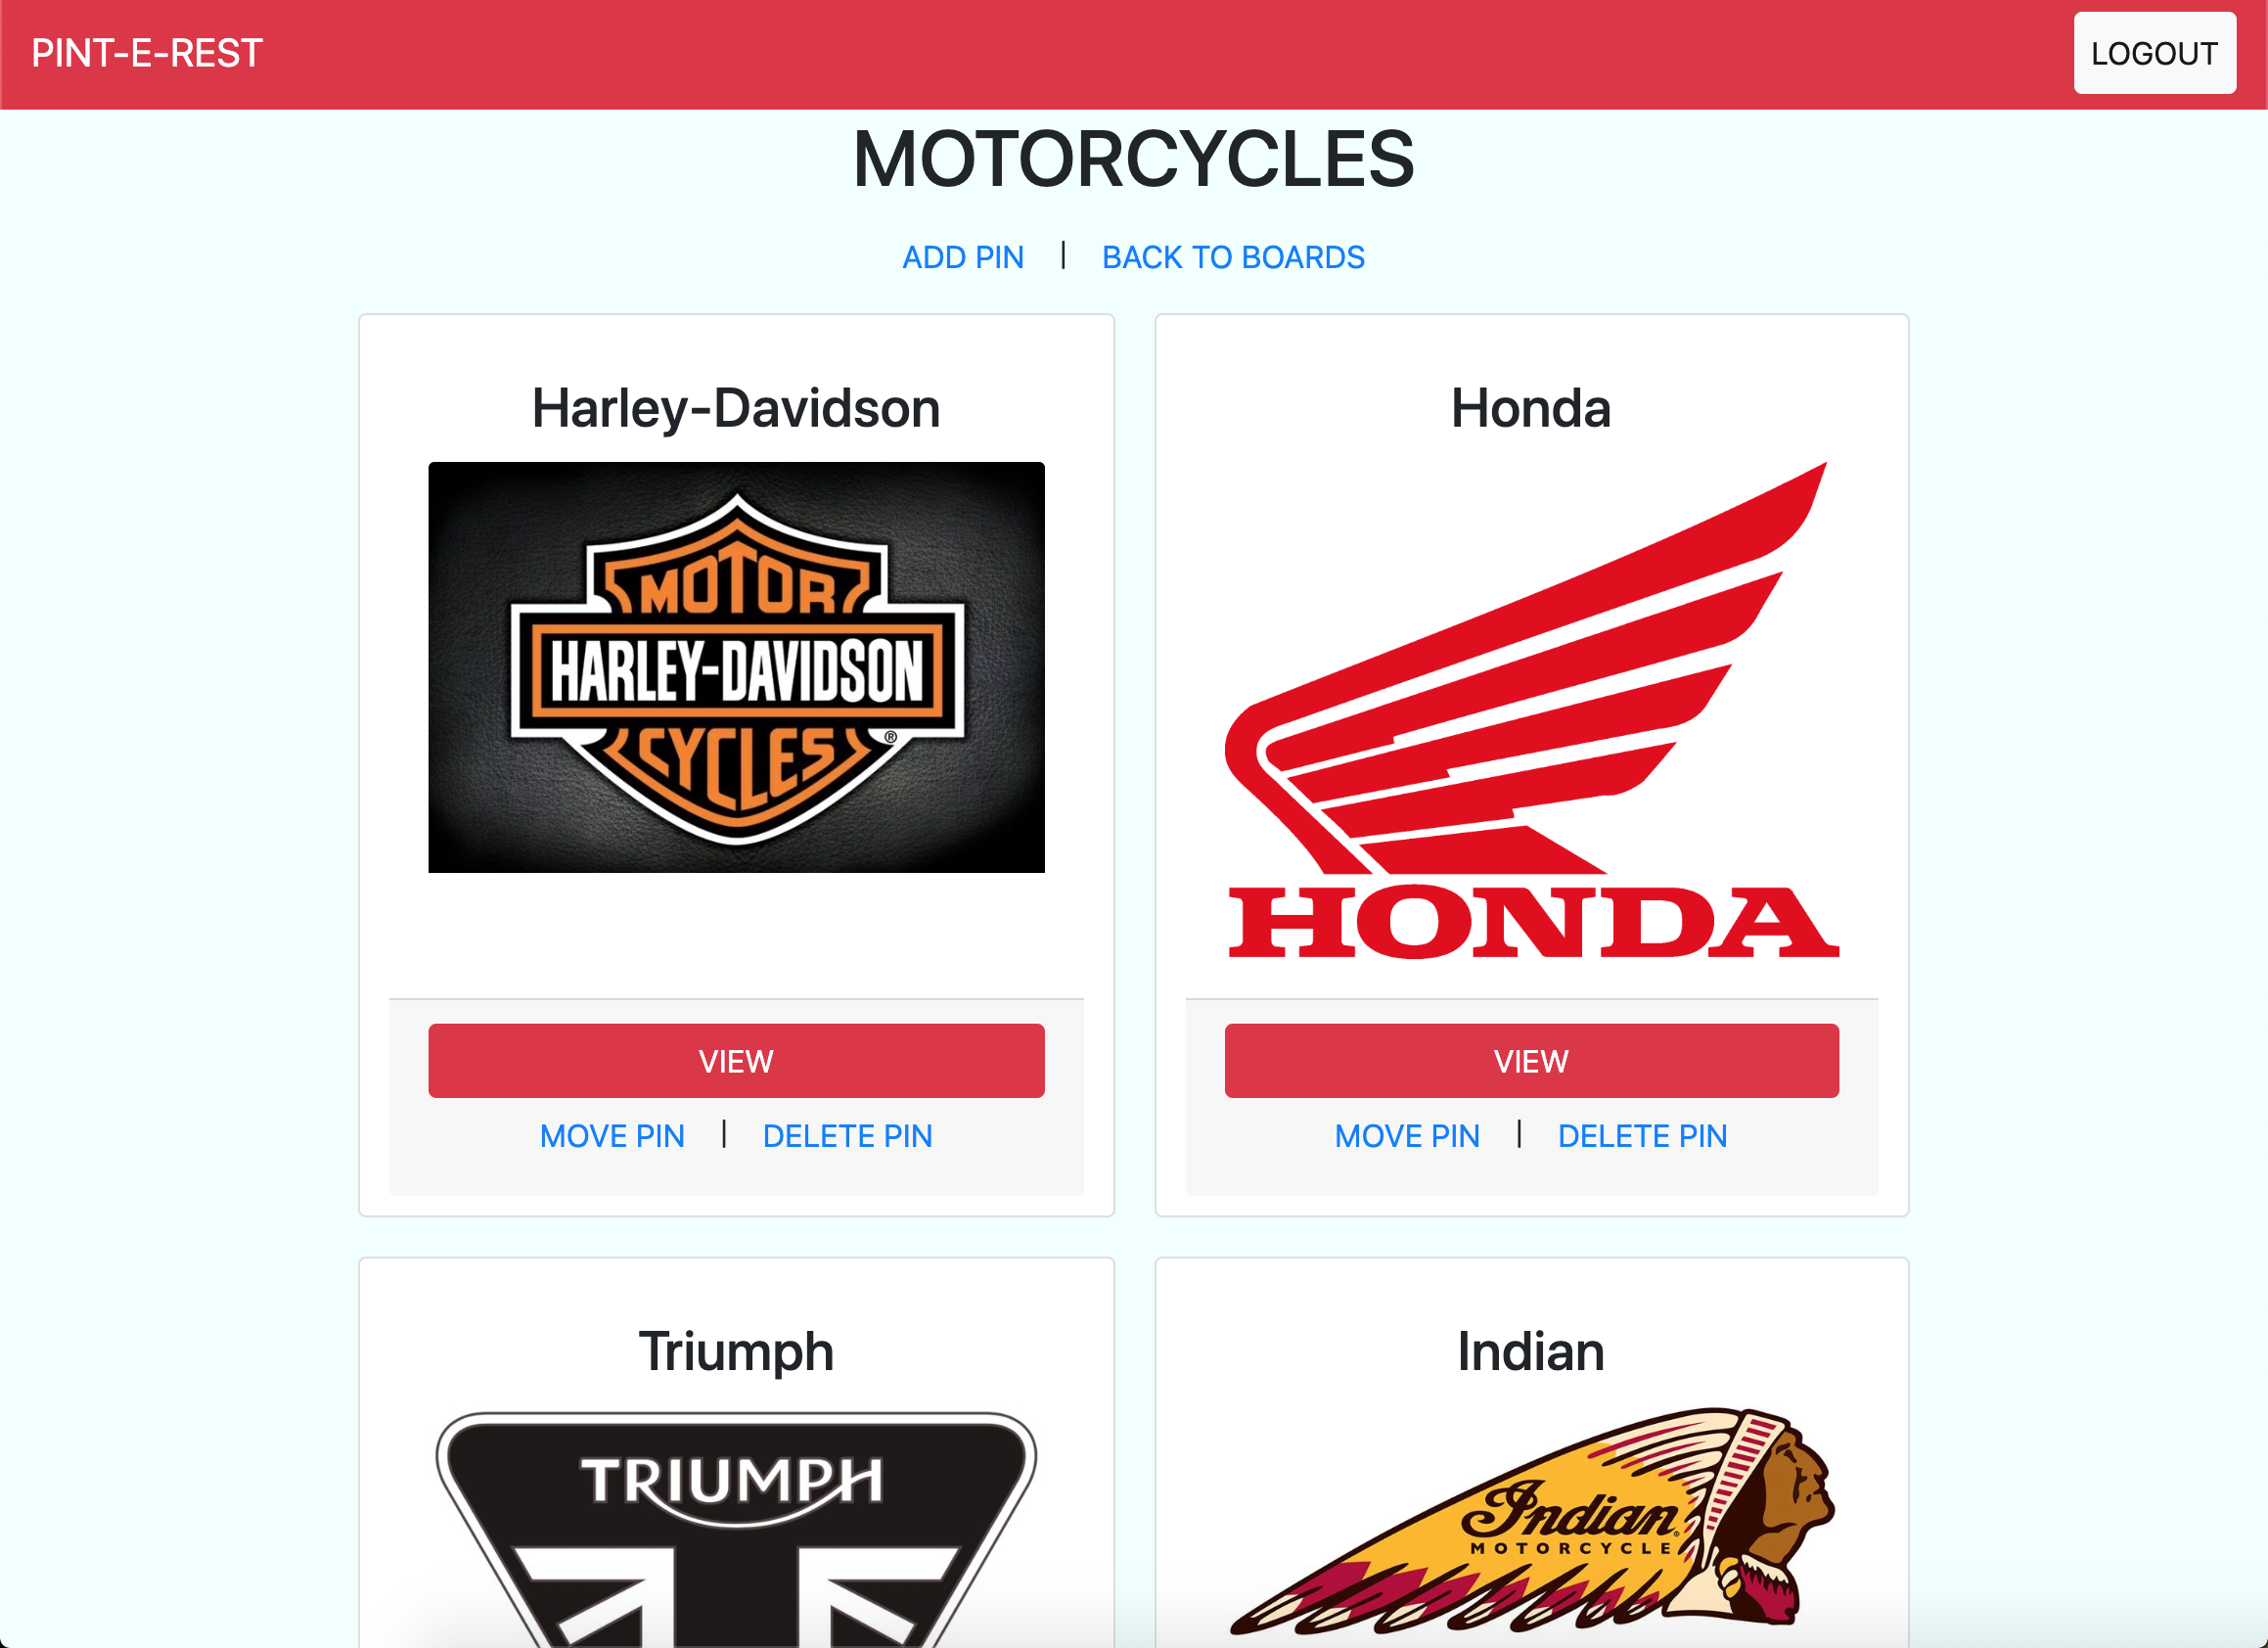 PINT-E-REST
LOGOUT
MOTORCYCLES
ADD PIN | BACK TO BOARDS
Harley-Davidson
MOTOR
HARLEY-DAVIDSON
CYCLES
®
VIEW
MOVE PIN | DELETE PIN
Honda
HONDA
VIEW
MOVE PIN | DELETE PIN
Triumph
TRIUMPH
Indian
Indian
MOTORCYCLE